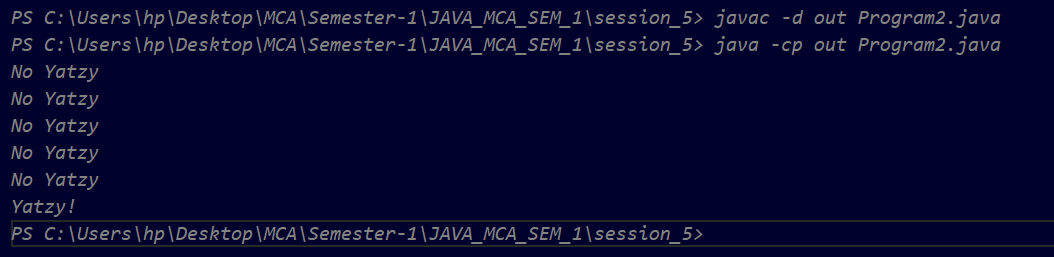 PS C:\Users\hp\Desktop\MCA\Semester-1\JAVA_MCA_SEM_1\session_5> javac -d out Program2.java
PS C:\Users\hp\Desktop\MCA\Semester-1\JAVA_MCA_SEM_1\session_5> java -cp out Program2.java
No Yatzy
No Yatzy
No Yatzy
No Yatzy
No Yatzy
Yatzy!
PS C:\Users\hp\Desktop\MCA\Semester-1\JAVA_MCA_SEM_1\session_5>